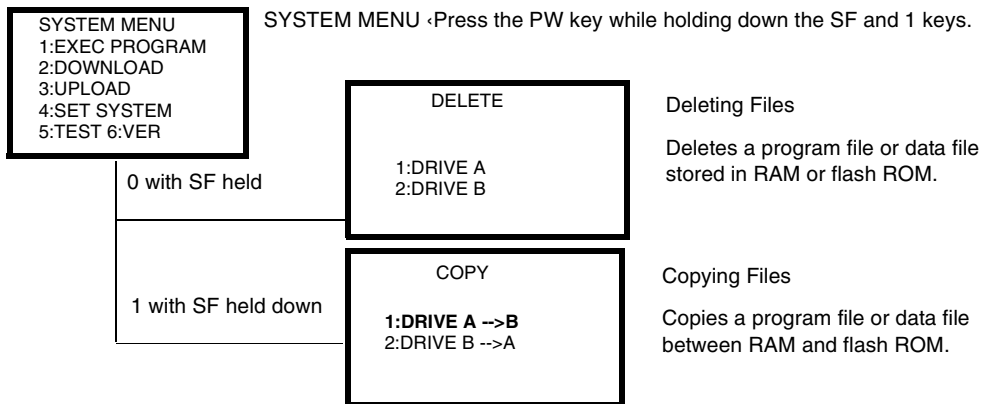 SYSTEM MENU
1:EXEC PROGRAM
2:DOWNLOAD
3:UPLOAD
4:SET SYSTEM
5:TEST 6:VER
SYSTEM MENU ‹Press the PW key while holding down the SF and 1 keys.
0 with SF held
DELETE
1:DRIVE A
2:DRIVE B
Deleting Files
Deletes a program file or data file
stored in RAM or flash ROM.
1 with SF held down
COPY
1:DRIVE A -->B
2:DRIVE B -->A
Copying Files
Copies a program file or data file
between RAM and flash ROM.